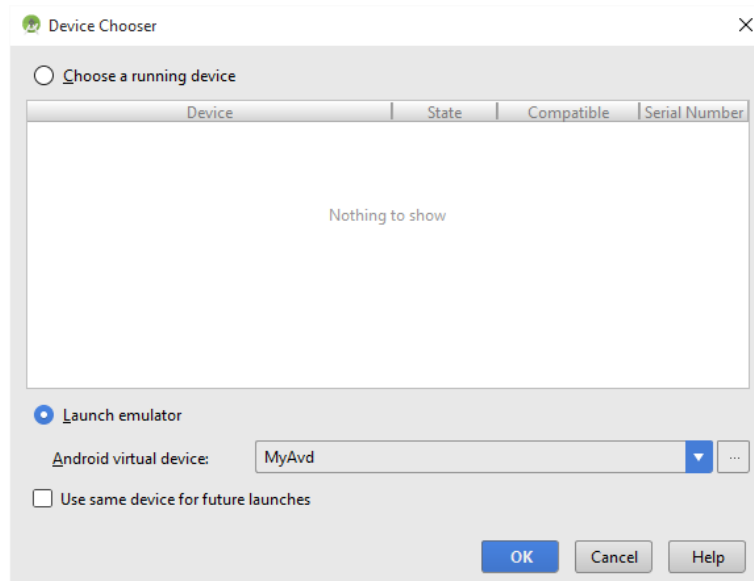 Device Chooser
Choose a running device
Device State Compatible Serial Number
Nothing to show
Launch emulator
Android virtual device: MyAvd ...
Use same device for future launches
OK Cancel Help